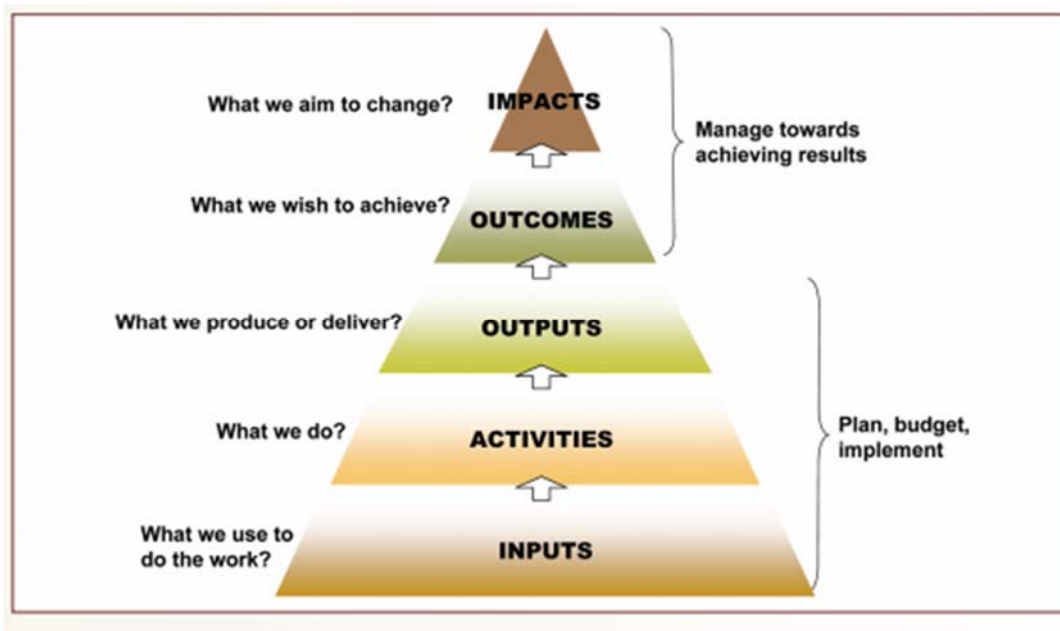 What we aim to change?
IMPACTS
Manage towards
achieving results
What we wish to achieve?
OUTCOMES
What we produce or deliver?
OUTPUTS
What we do?
ACTIVITIES
Plan, budget,
implement
What we use to
do the work?
INPUTS